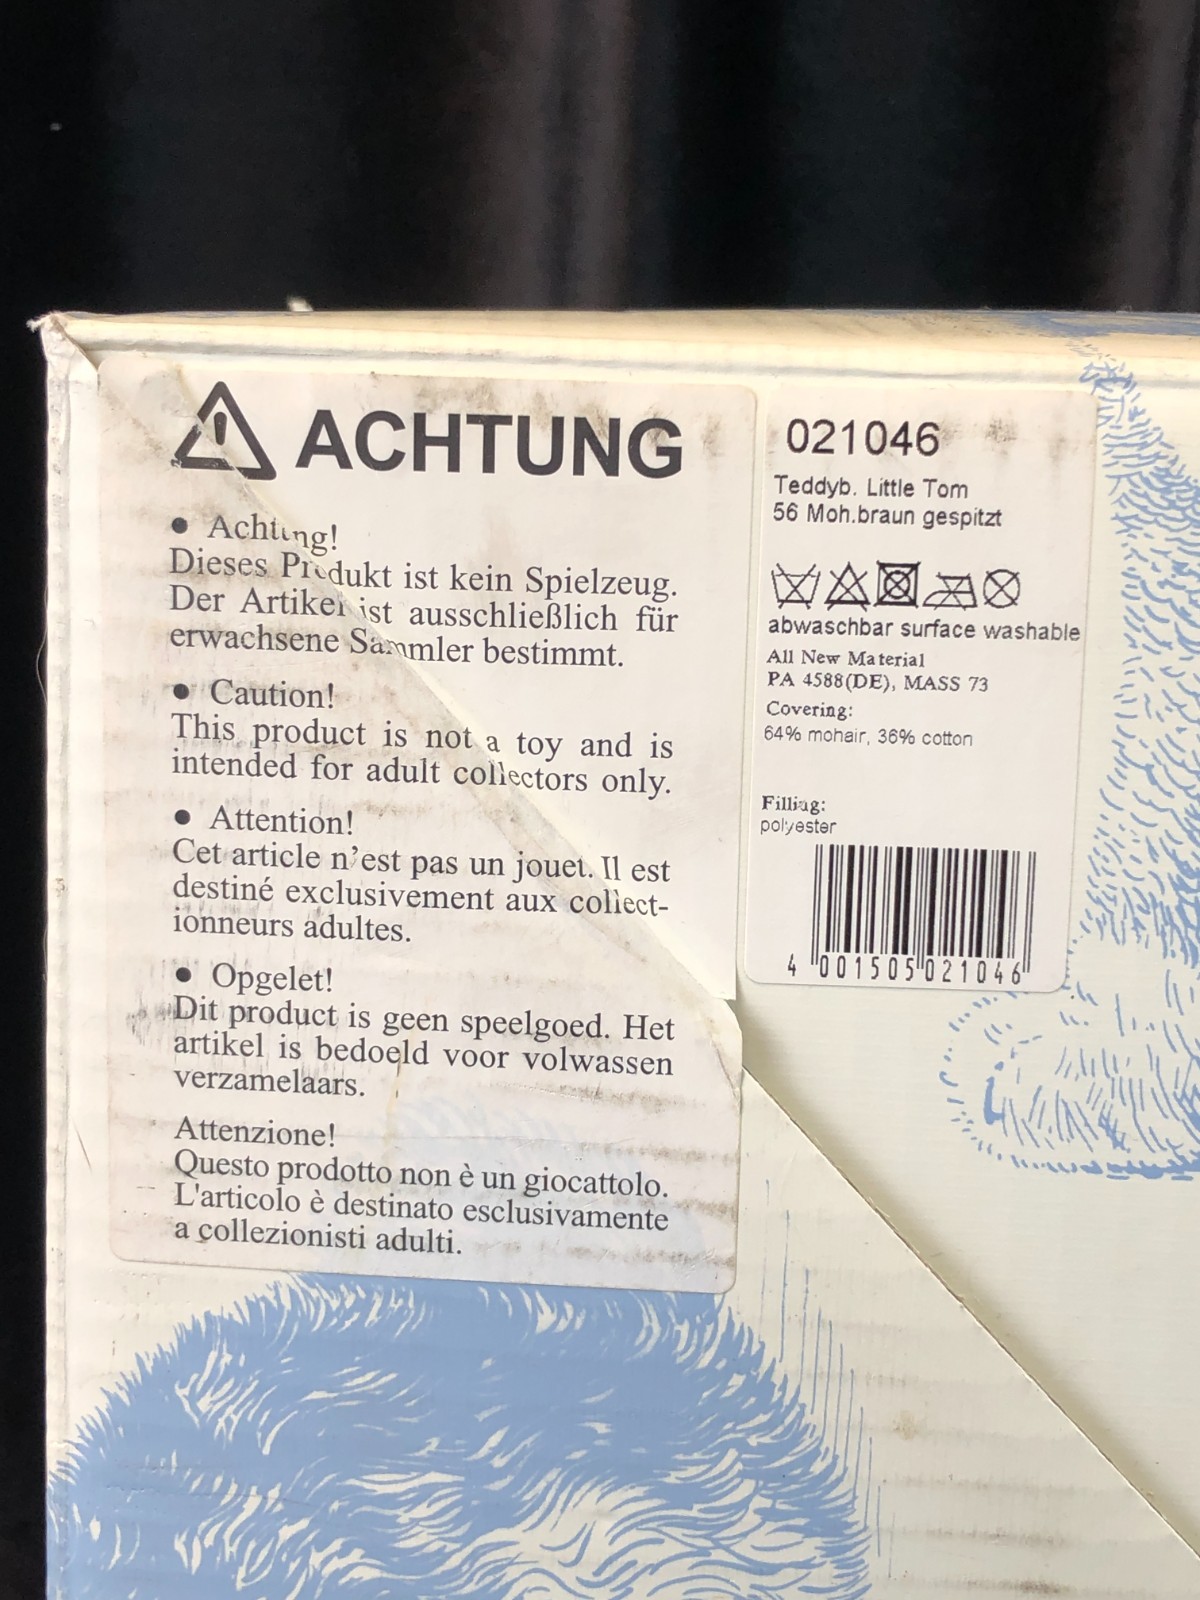 ACHTUNG
• Achtung!
Dieses Produkt ist kein Spielzeug.
Der Artikel ist ausschließlich für
erwachsene Sammler bestimmt.
• Caution!
This product is not a toy and is
intended for adult collectors only.
• Attention!
Cet article n'est pas un jouet. Il est
destiné exclusivement aux collect-
ionneurs adultes.
• Opgelet!
Dit product is geen speelgoed. Het
artikel is bedoeld voor volwassen
verzamelaars.
Attenzione!
Questo prodotto non è un giocattolo.
L'articolo è destinato esclusivamente
a collezionisti adulti.
021046
Teddyb. Little Tom
56 Moh.braun gespitzt
abwaschbar surface washable
All New Material
PA 4588(DE), MASS 73
Covering:
64% mohair, 36% cotton
Filling:
polyester
4 001505 021046